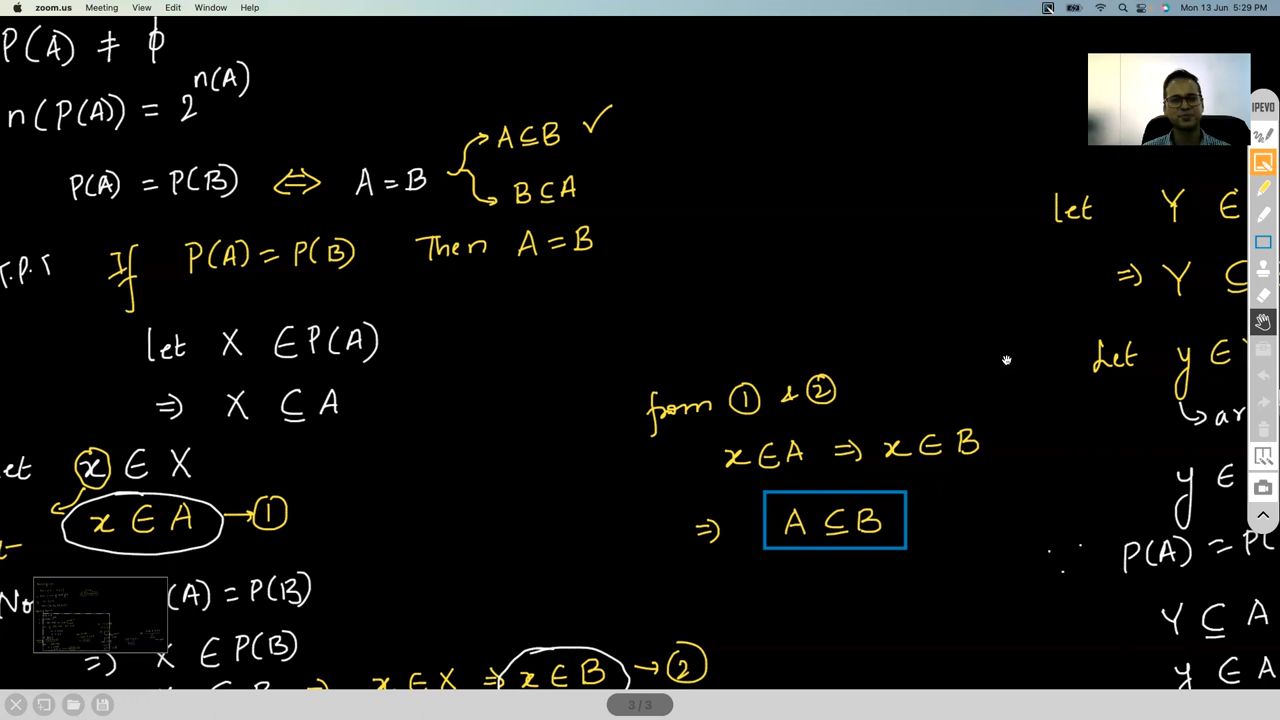 zoom.us Meeting View Edit Window Help
Mon 13 Jun 5:29 PM
P(A) ≠ ϕ
n(P(A)) = 2^n(A)
P(A) = P(B) ⇔ A = B
A ⊆ B ✓
B ⊆ A
T.P.T If P(A) = P(B) Then A = B
let X ∈ P(A)
⇒ X ⊆ A
x ∈ X
x ∈ A → ①
(A) = P(B)
⇒ X ∈ P(B)
⇒ x ∈ X ⇒ x ∈ B → ②
from ① & ②
x ∈ A ⇒ x ∈ B
⇒ A ⊆ B
let Y ∈
⇒ Y ⊆
Let y ∈
y ∈
∵ P(A) = P(
Y ⊆ A
y ∈ A
IPEVO
3 / 3